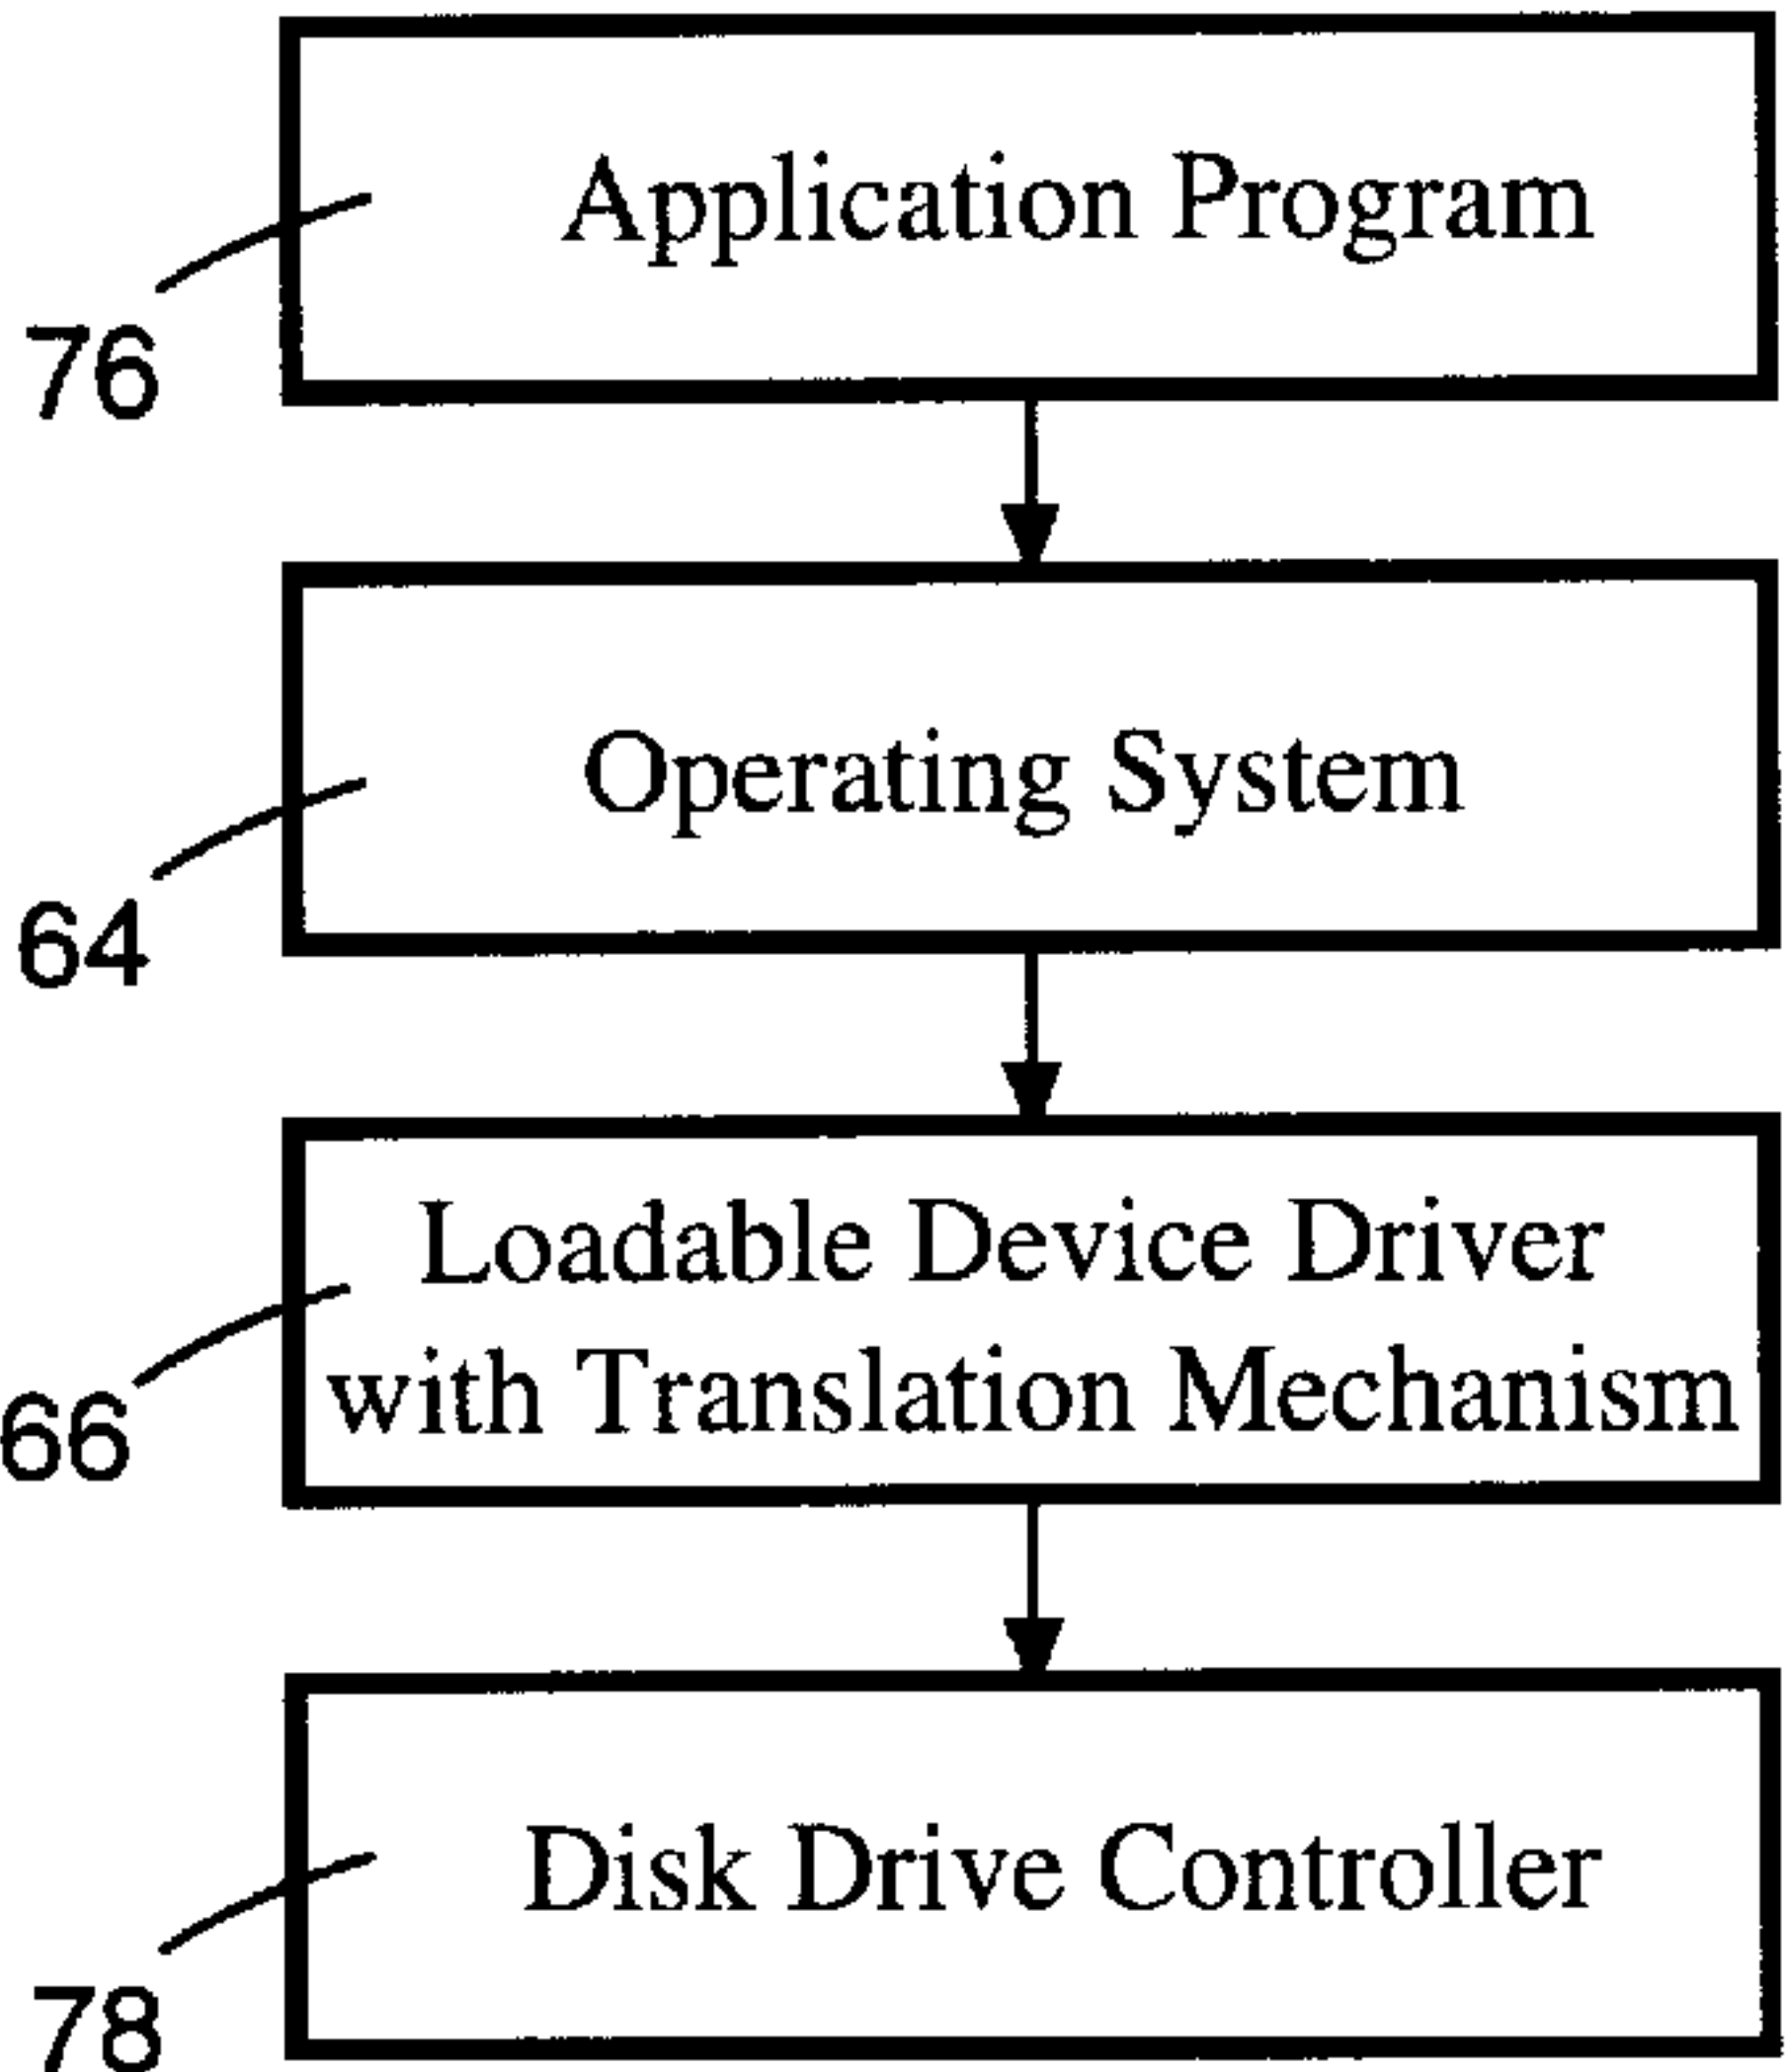 Application Program
76
Operating System
64
Loadable Device Driver
with Translation Mechanism
66
Disk Drive Controller
78